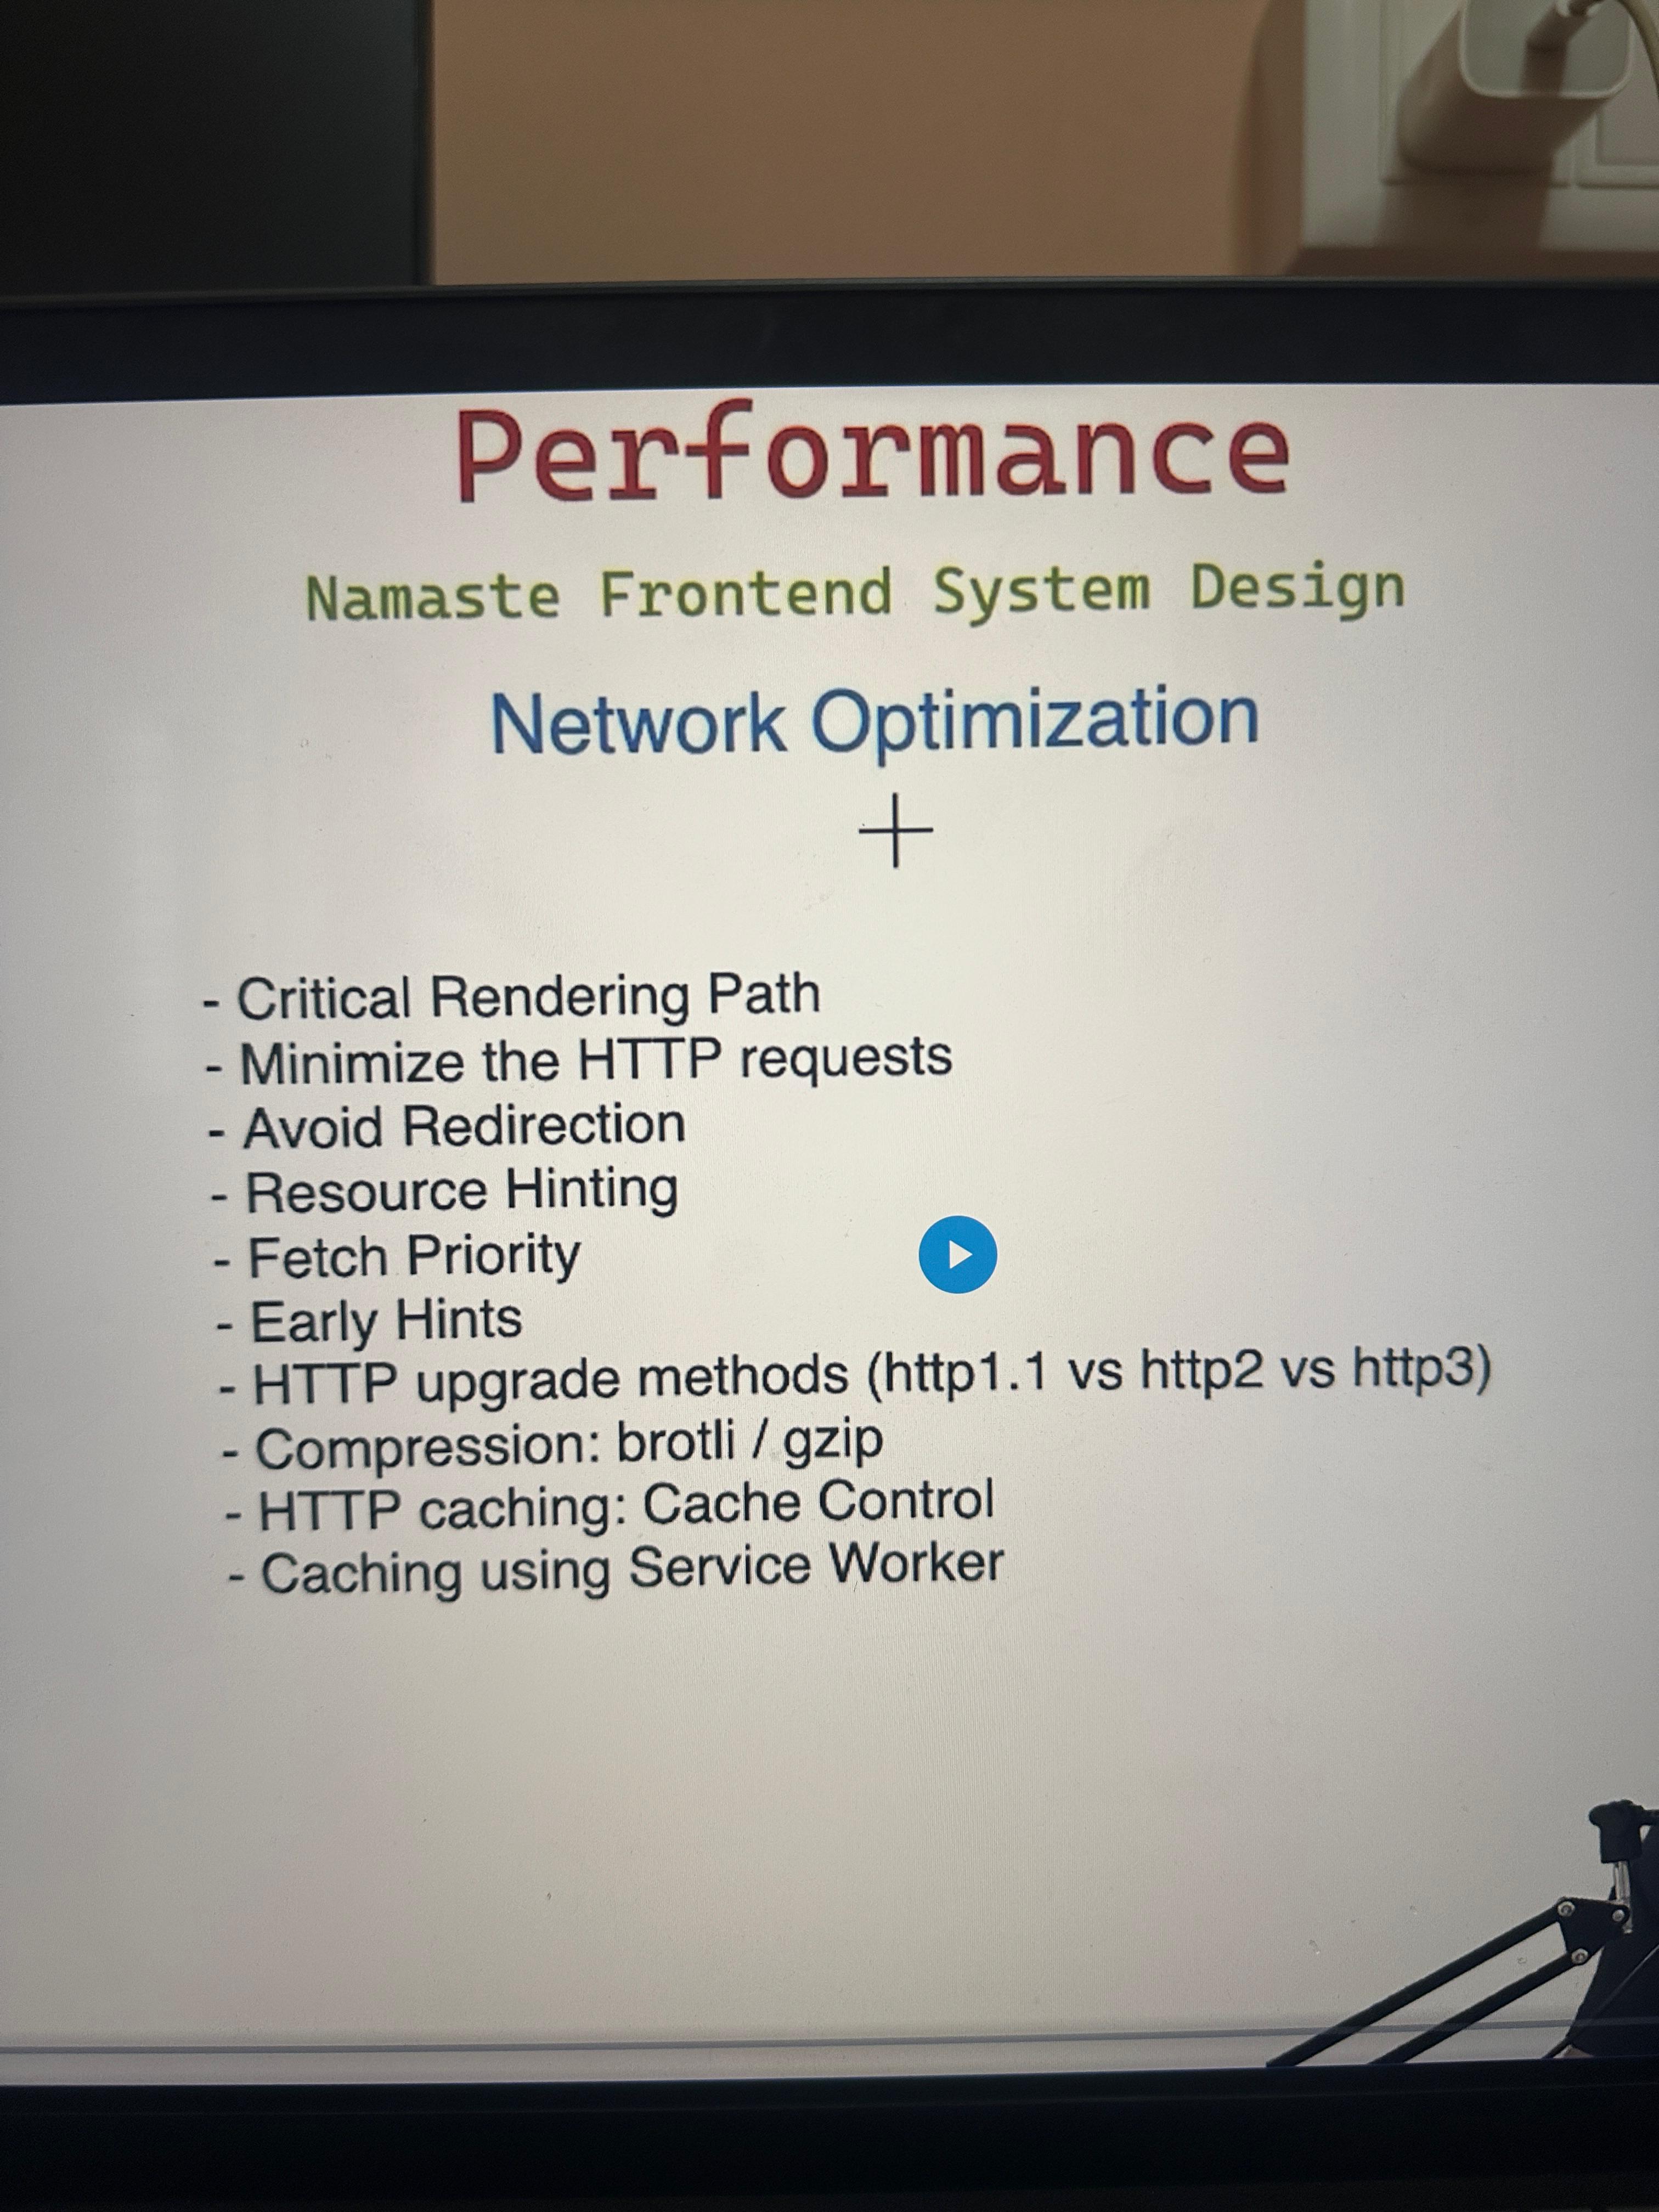 Performance
Namaste Frontend System Design
Network Optimization
+
- Critical Rendering Path
- Minimize the HTTP requests
- Avoid Redirection
- Resource Hinting
- Fetch Priority
- Early Hints
- HTTP upgrade methods (http1.1 vs http2 vs http3)
- Compression: brotli / gzip
- HTTP caching: Cache Control
- Caching using Service Worker